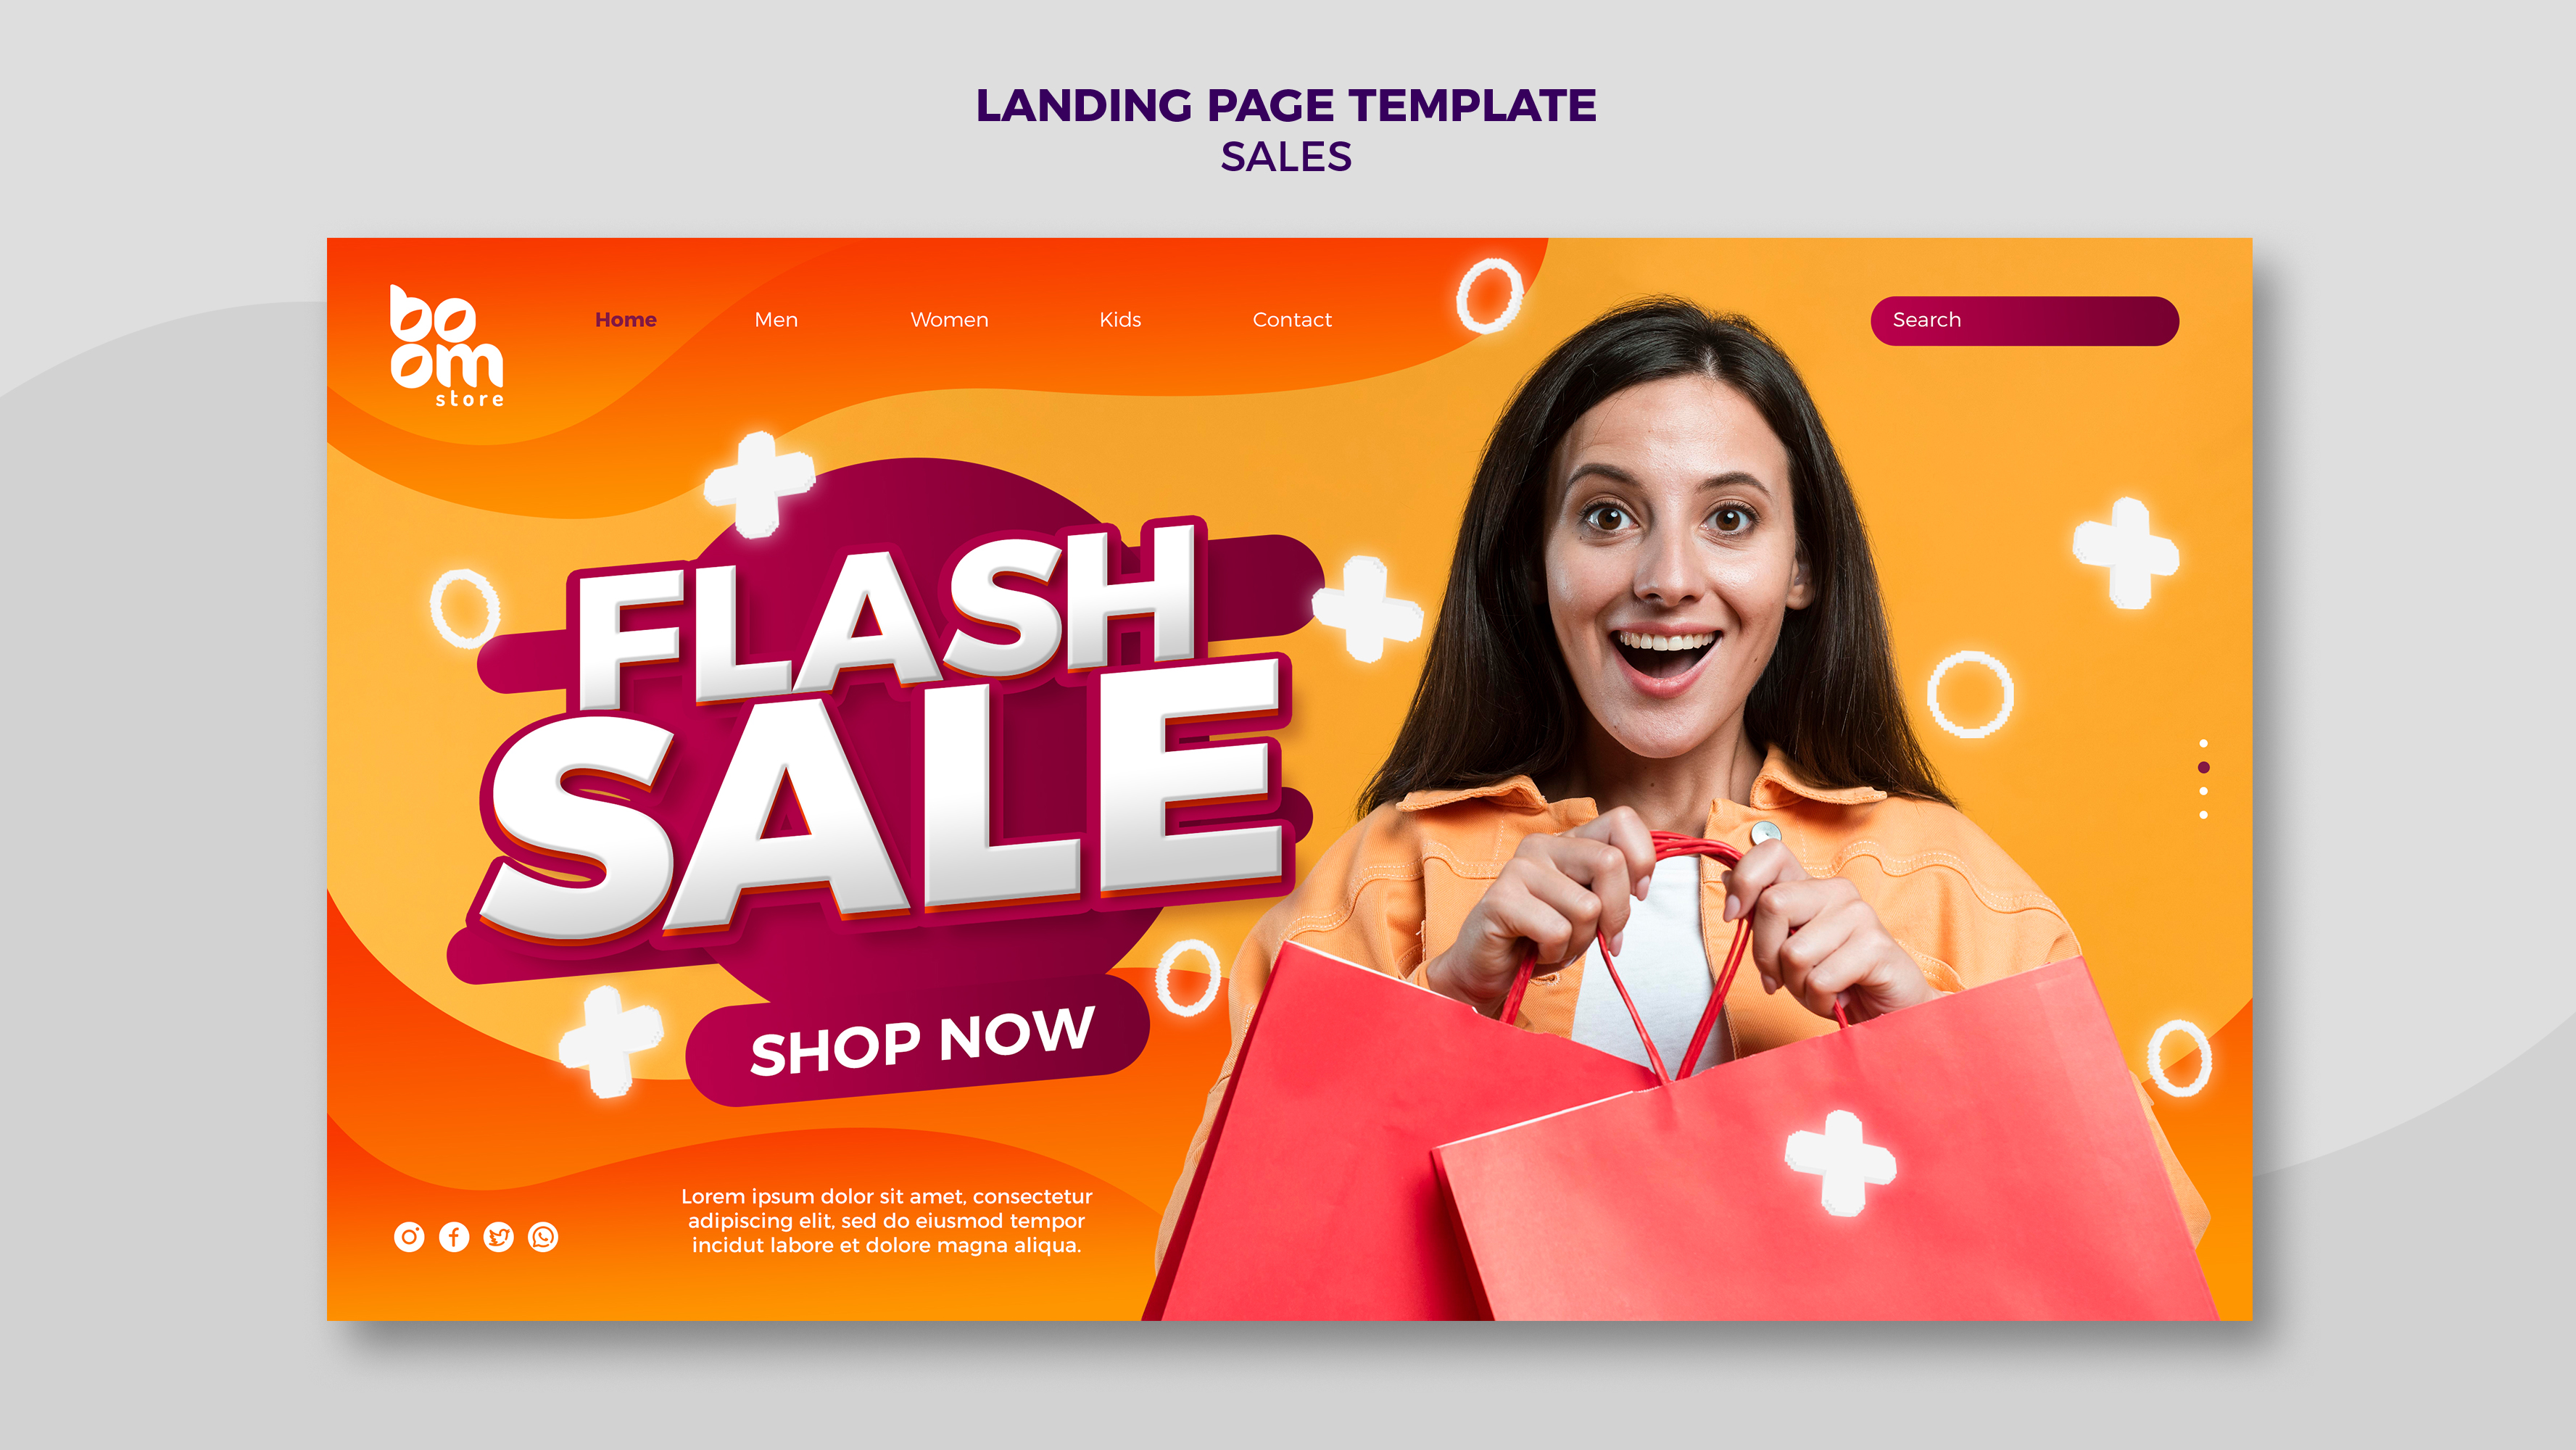 LANDING PAGE TEMPLATE
SALES
boom
store
Home
Men
Women
Kids
Contact
Search
FLASH
SALE
SHOP NOW
Lorem ipsum dolor sit amet, consectetur
adipiscing elit, sed do eiusmod tempor
incidut labore et dolore magna aliqua.